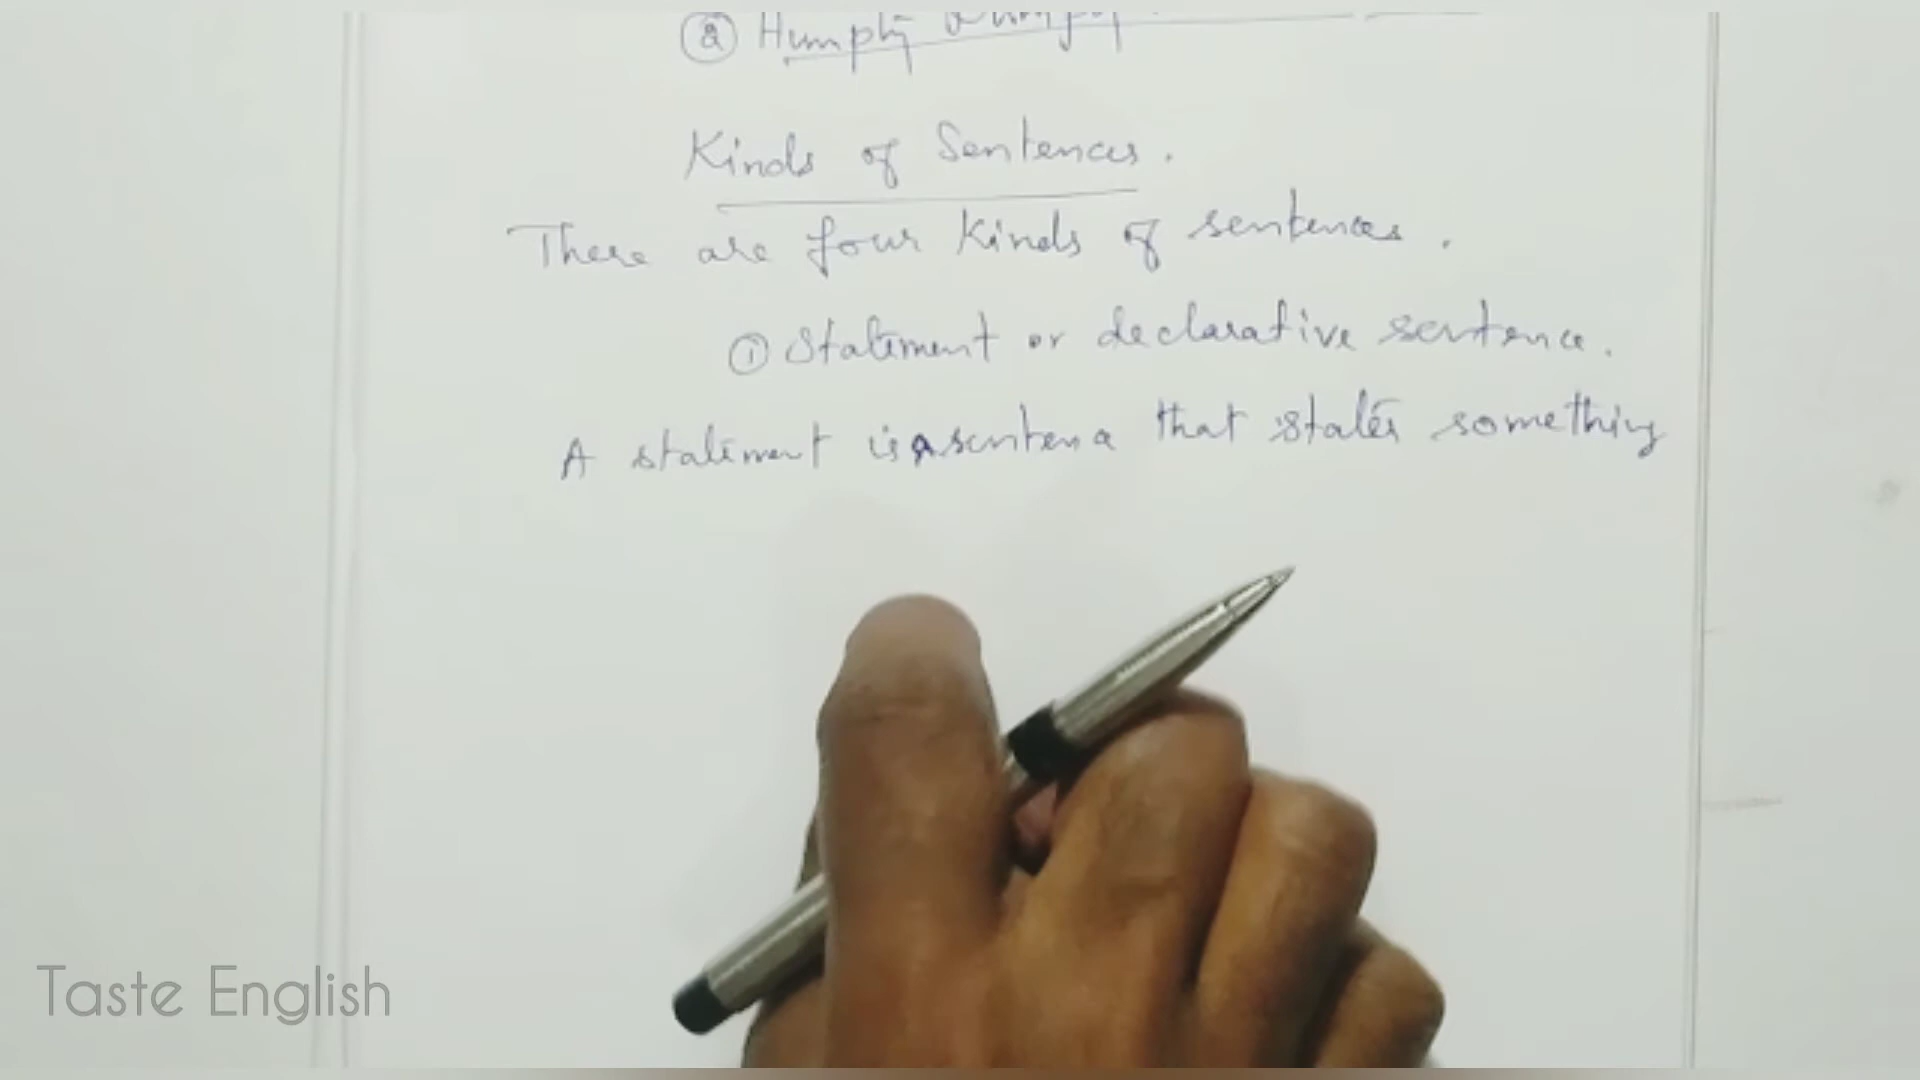 ② Humpty Dumpty
Kinds of Sentences.
There are four Kinds of sentences.
① Statement or declarative sentence.
A statement is a sentence that states something
Taste English